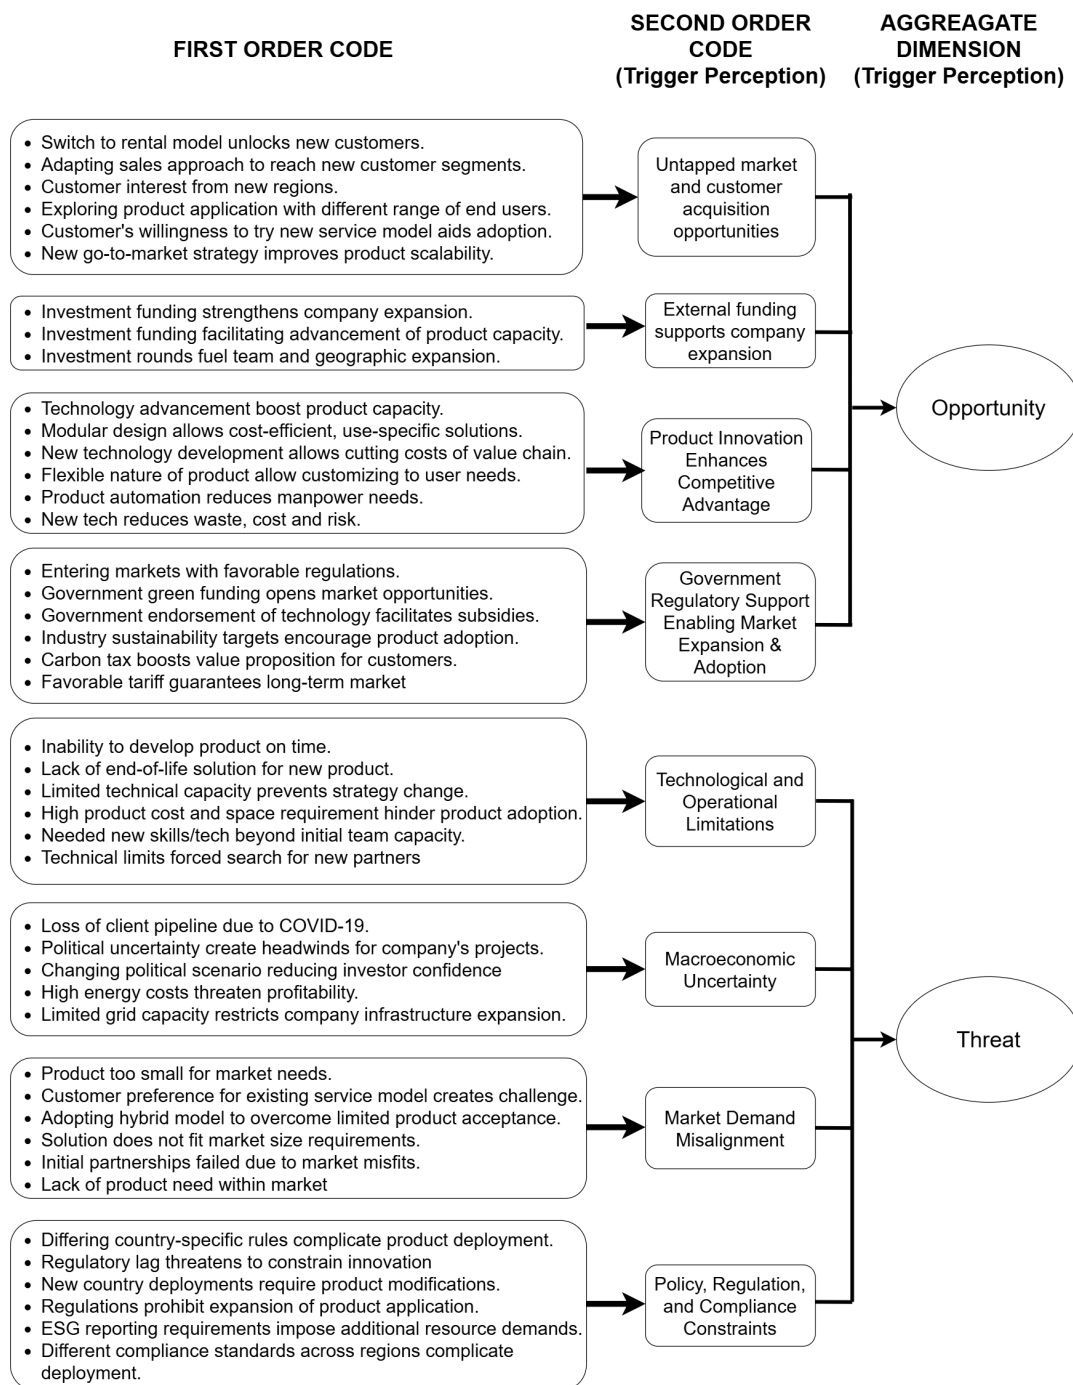 FIRST ORDER CODE
SECOND ORDER
CODE
(Trigger Perception)
AGGREAGATE
DIMENSION
(Trigger Perception)
• Switch to rental model unlocks new customers.
• Adapting sales approach to reach new customer segments.
• Customer interest from new regions.
• Exploring product application with different range of end users.
• Customer's willingness to try new service model aids adoption.
• New go-to-market strategy improves product scalability.
Untapped market
and customer
acquisition
opportunities
• Investment funding strengthens company expansion.
• Investment funding facilitating advancement of product capacity.
• Investment rounds fuel team and geographic expansion.
External funding
supports company
expansion
• Technology advancement boost product capacity.
• Modular design allows cost-efficient, use-specific solutions.
• New technology development allows cutting costs of value chain.
• Flexible nature of product allow customizing to user needs.
• Product automation reduces manpower needs.
• New tech reduces waste, cost and risk.
Product Innovation
Enhances
Competitive
Advantage
• Entering markets with favorable regulations.
• Government green funding opens market opportunities.
• Government endorsement of technology facilitates subsidies.
• Industry sustainability targets encourage product adoption.
• Carbon tax boosts value proposition for customers.
• Favorable tariff guarantees long-term market
Government
Regulatory Support
Enabling Market
Expansion &
Adoption
Opportunity
• Inability to develop product on time.
• Lack of end-of-life solution for new product.
• Limited technical capacity prevents strategy change.
• High product cost and space requirement hinder product adoption.
• Needed new skills/tech beyond initial team capacity.
• Technical limits forced search for new partners
Technological and
Operational
Limitations
• Loss of client pipeline due to COVID-19.
• Political uncertainty create headwinds for company's projects.
• Changing political scenario reducing investor confidence
• High energy costs threaten profitability.
• Limited grid capacity restricts company infrastructure expansion.
Macroeconomic
Uncertainty
• Product too small for market needs.
• Customer preference for existing service model creates challenge.
• Adopting hybrid model to overcome limited product acceptance.
• Solution does not fit market size requirements.
• Initial partnerships failed due to market misfits.
• Lack of product need within market
Market Demand
Misalignment
• Differing country-specific rules complicate product deployment.
• Regulatory lag threatens to constrain innovation
• New country deployments require product modifications.
• Regulations prohibit expansion of product application.
• ESG reporting requirements impose additional resource demands.
• Different compliance standards across regions complicate
deployment.
Policy, Regulation,
and Compliance
Constraints
Threat